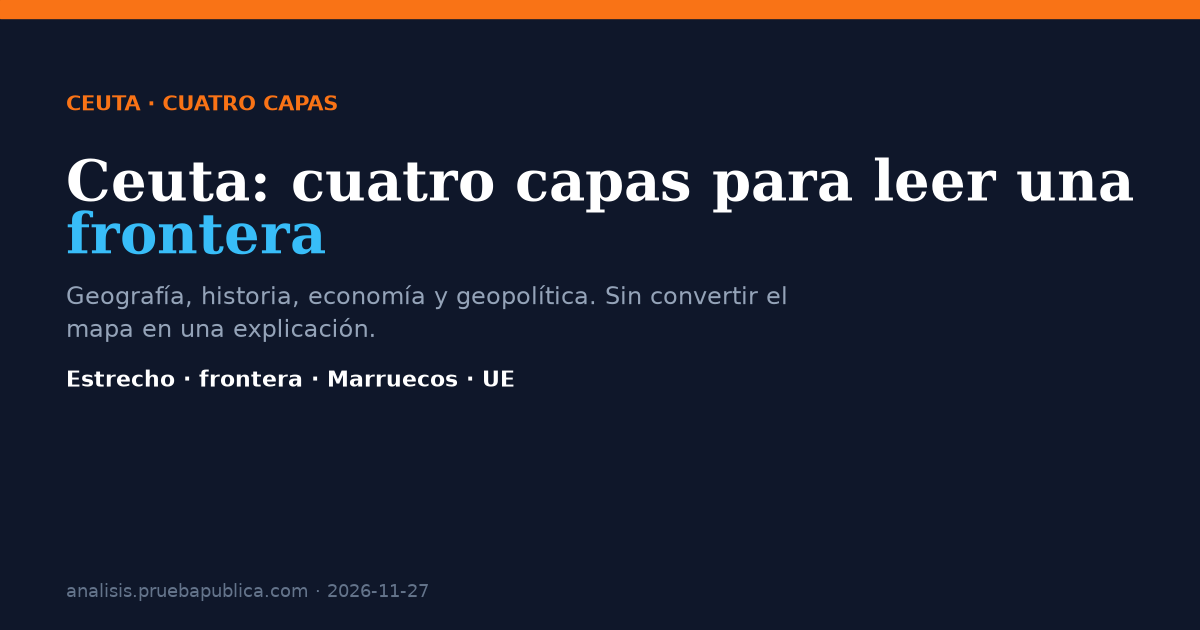 CEUTA · CUATRO CAPAS
Ceuta: cuatro capas para leer una
frontera
Geografía, historia, economía y geopolítica. Sin convertir el
mapa en una explicación.
Estrecho · frontera · Marruecos · UE
analisis.pruebapublica.com · 2026-11-27